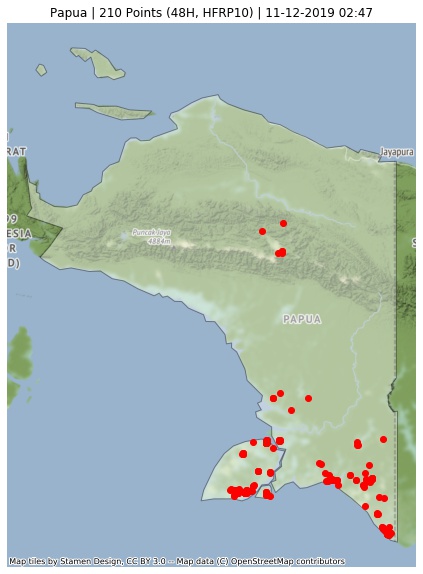 Papua | 210 Points (48H, HFRP10) | 11-12-2019 02:47
RAT
Jayapura
9
ESIA
R
D)
Puncak Jaya
4884m
S
PAPUA
Map tiles by Stamen Design, CC BY 3.0 -- Map data (C) OpenStreetMap contributors